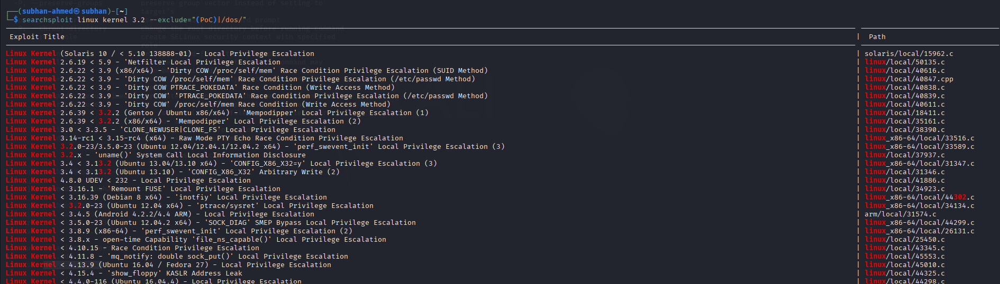 -P, --preserve-groups preserve group vector instead of setting to
┌──(subhan-ahmed㉿subhan)-[~]
target's
└─$ searchsploit linux kernel 3.2 --exclude="(PoC)|/dos/"
prompt
change the root directory before running command
Exploit Title | Path
create SELinux security context with specified
role
Linux Kernel (Solaris 10 / < 5.10 138888-01) - Local Privilege Escalation | solaris/local/15962.c
Linux Kernel 2.6.19 < 5.9 - 'Netfilter Local Privilege Escalation | linux/local/50135.c
Linux Kernel 2.6.22 < 3.9 (x86/x64) - 'Dirty COW /proc/self/mem' Race Condition Privilege Escalation (SUID Method) | linux/local/40616.c
Linux Kernel 2.6.22 < 3.9 - 'Dirty COW /proc/self/mem' Race Condition Privilege Escalation (/etc/passwd Method) | linux/local/40847.cpp
Linux Kernel 2.6.22 < 3.9 - 'Dirty COW PTRACE_POKEDATA' Race Condition (Write Access Method) | linux/local/40838.c
Linux Kernel 2.6.22 < 3.9 - 'Dirty COW' 'PTRACE_POKEDATA' Race Condition Privilege Escalation (/etc/passwd Method) | linux/local/40839.c
Linux Kernel 2.6.22 < 3.9 - 'Dirty COW' /proc/self/mem Race Condition (Write Access Method) | linux/local/40611.c
Linux Kernel 2.6.39 < 3.2.2 (Gentoo / Ubuntu x86/x64) - 'Mempodipper' Local Privilege Escalation (1) | linux/local/18411.c
Linux Kernel 2.6.39 < 3.2.2 (x86/x64) - 'Mempodipper' Local Privilege Escalation (2) | linux/local/35161.c
Linux Kernel 3.0 < 3.3.5 - 'CLONE_NEWUSER|CLONE_FS' Local Privilege Escalation | linux/local/38390.c
Linux Kernel 3.14-rc1 < 3.15-rc4 (x64) - Raw Mode PTY Echo Race Condition Privilege Escalation | linux_x86-64/local/33516.c
Linux Kernel 3.2.0-23/3.5.0-23 (Ubuntu 12.04/12.04.1/12.04.2 x64) - 'perf_swevent_init' Local Privilege Escalation (3) | linux_x86-64/local/33589.c
Linux Kernel 3.2.x - 'uname()' System Call Local Information Disclosure | linux/local/37937.c
Linux Kernel 3.4 < 3.13.2 (Ubuntu 13.04/13.10 x64) - 'CONFIG_X86_X32=y' Local Privilege Escalation (3) | linux_x86-64/local/31347.c
Linux Kernel 3.4 < 3.13.2 (Ubuntu 13.10) - 'CONFIG_X86_X32' Arbitrary Write (2) | linux/local/31346.c
Linux Kernel 4.8.0 UDEV < 232 - Local Privilege Escalation | linux/local/41886.c
Linux Kernel < 3.16.1 - 'Remount FUSE' Local Privilege Escalation | linux/local/34923.c
Linux Kernel < 3.16.39 (Debian 8 x64) - 'inotfiy' Local Privilege Escalation | linux_x86-64/local/44302.c
Linux Kernel < 3.2.0-23 (Ubuntu 12.04 x64) - 'ptrace/sysret' Local Privilege Escalation | linux_x86-64/local/34134.c
Linux Kernel < 3.4.5 (Android 4.2.2/4.4 ARM) - Local Privilege Escalation | arm/local/31574.c
Linux Kernel < 3.5.0-23 (Ubuntu 12.04.2 x64) - 'SOCK_DIAG' SMEP Bypass Local Privilege Escalation | linux_x86-64/local/44299.c
Linux Kernel < 3.8.9 (x86-64) - 'perf_swevent_init' Local Privilege Escalation (2) | linux_x86-64/local/26131.c
Linux Kernel < 3.8.x - open-time Capability 'file_ns_capable()' Local Privilege Escalation | linux/local/25450.c
Linux Kernel < 4.10.15 - Race Condition Privilege Escalation | linux/local/43345.c
Linux Kernel < 4.11.8 - 'mq_notify: double sock_put()' Local Privilege Escalation | linux/local/45553.c
Linux Kernel < 4.13.9 (Ubuntu 16.04 / Fedora 27) - Local Privilege Escalation | linux/local/45010.c
Linux Kernel < 4.15.4 - 'show_floppy' KASLR Address Leak | linux/local/44325.c
Linux Kernel < 4.4.0-116 (Ubuntu 16.04.4) - Local Privilege Escalation | linux/local/44298.c